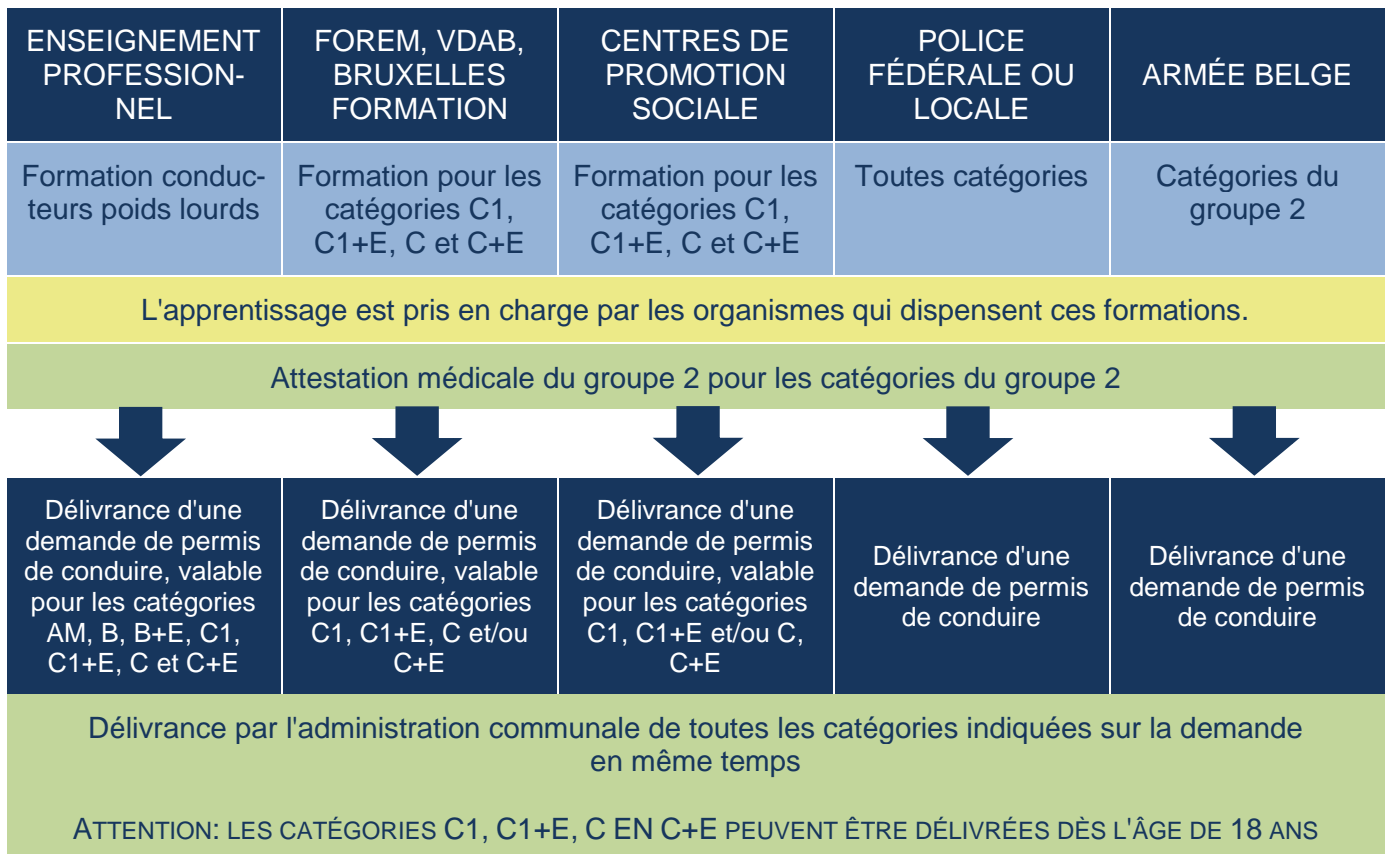 ENSEIGNEMENT
PROFESSION-
NEL
FOREM, VDAB,
BRUXELLES
FORMATION
CENTRES DE
PROMOTION
SOCIALE
POLICE
FÉDÉRALE OU
LOCALE
ARMÉE BELGE
Formation conduc-
teurs poids lourds
Formation pour les
catégories C1,
C1+E, C et C+E
Formation pour les
catégories C1,
C1+E, C et C+E
Toutes catégories
Catégories du
groupe 2
L'apprentissage est pris en charge par les organismes qui dispensent ces formations.
Attestation médicale du groupe 2 pour les catégories du groupe 2
Délivrance d'une
demande de permis
de conduire, valable
pour les catégories
AM, B, B+E, C1,
C1+E, C et C+E
Délivrance d'une
demande de permis
de conduire, valable
pour les catégories
C1, C1+E, C et/ou
C+E
Délivrance d'une
demande de permis
de conduire, valable
pour les catégories
C1, C1+E et/ou C,
C+E
Délivrance d'une
demande de permis
de conduire
Délivrance d'une
demande de permis
de conduire
Délivrance par l'administration communale de toutes les catégories indiquées sur la demande
en même temps
ATTENTION: LES CATÉGORIES C1, C1+E, C EN C+E PEUVENT ÊTRE DÉLIVRÉES DÈS L'ÂGE DE 18 ANS